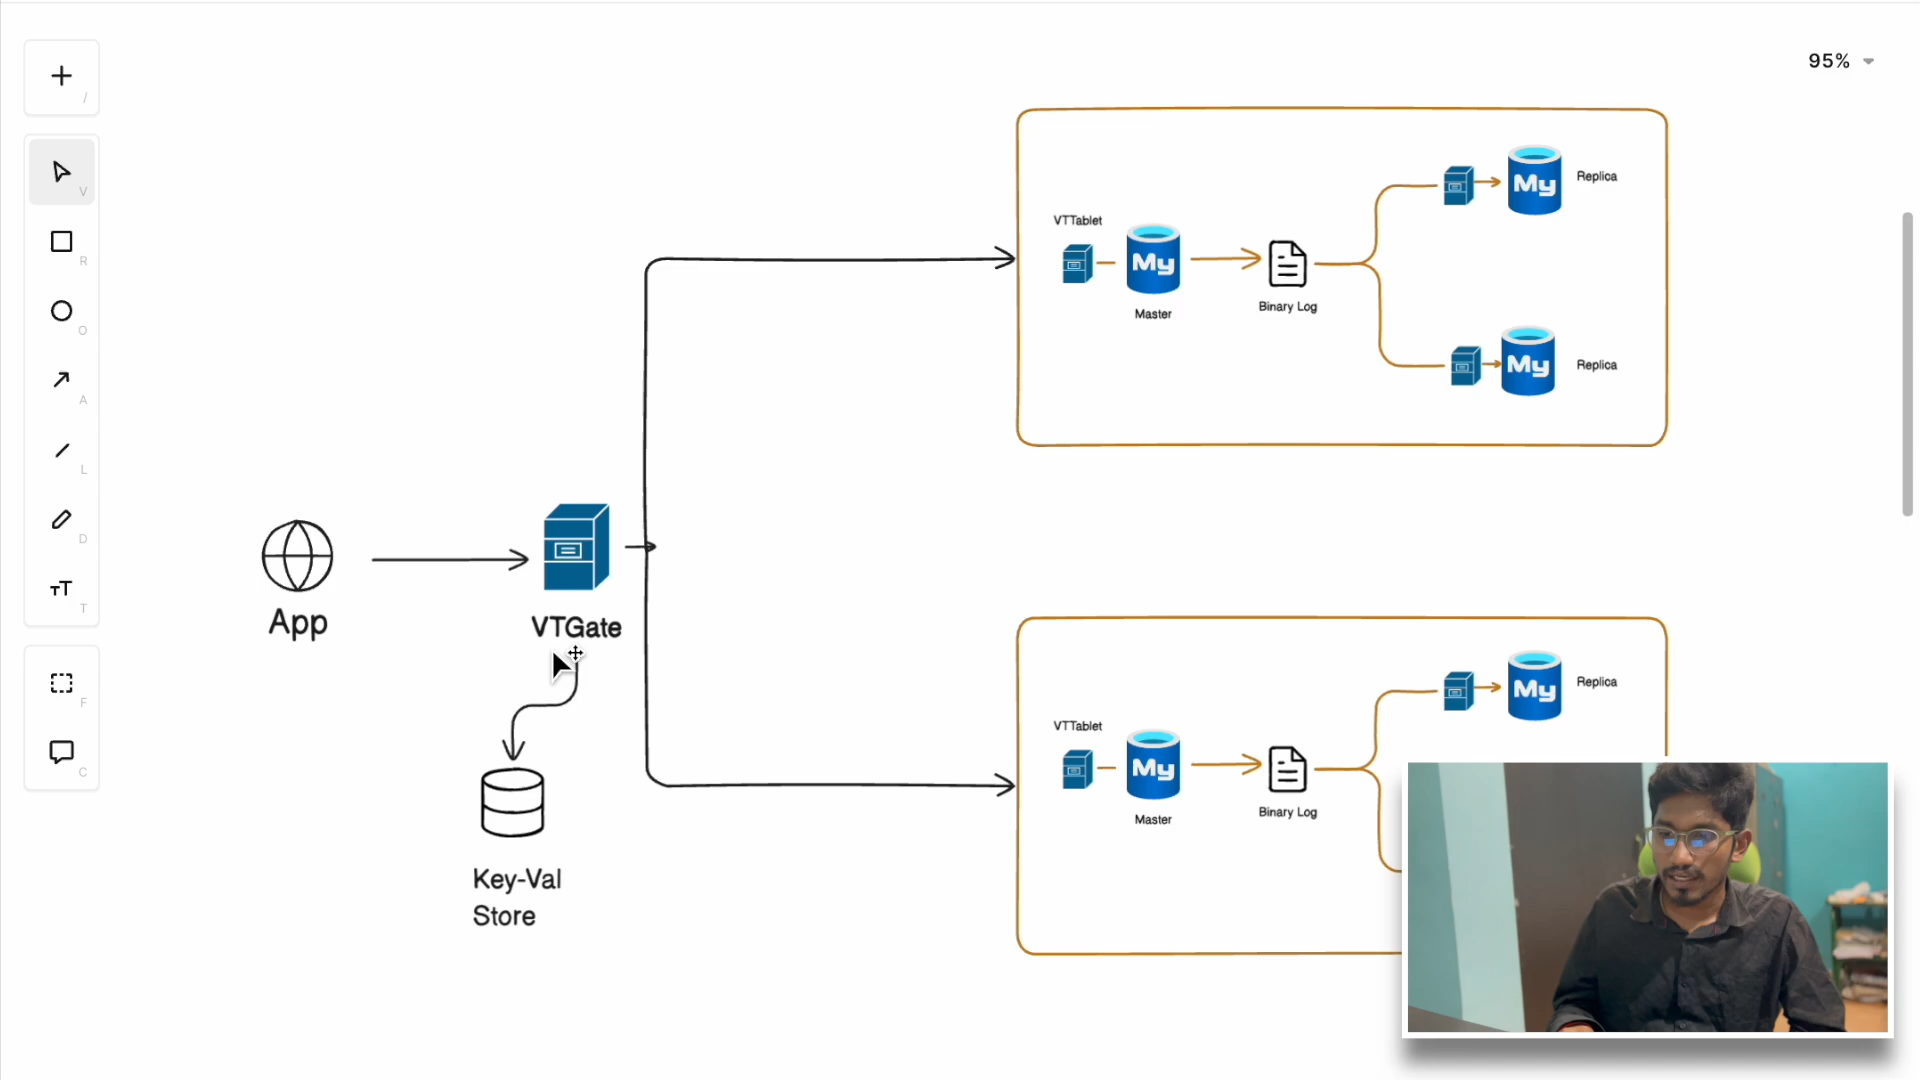 95%
/
V
R
O
A
L
D
TT
T
F
C
App
VTGate
Key-Val
Store
VTTablet
My
Master
Binary Log
My
Replica
My
Replica
VTTablet
My
Master
Binary Log
My
Replica